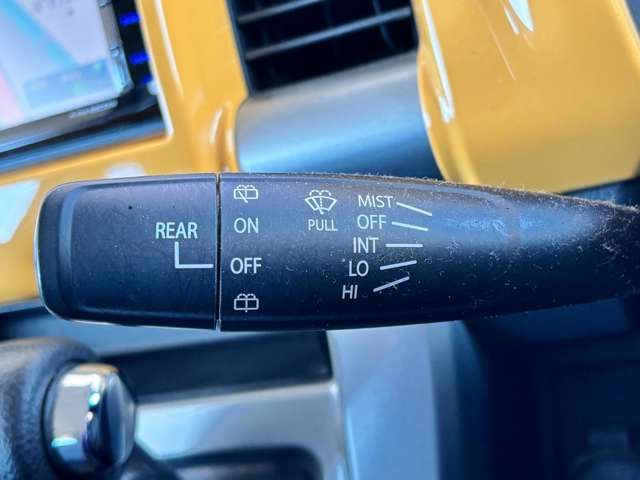 REAR
ON
OFF
PULL
MIST
OFF
INT
LO
HI